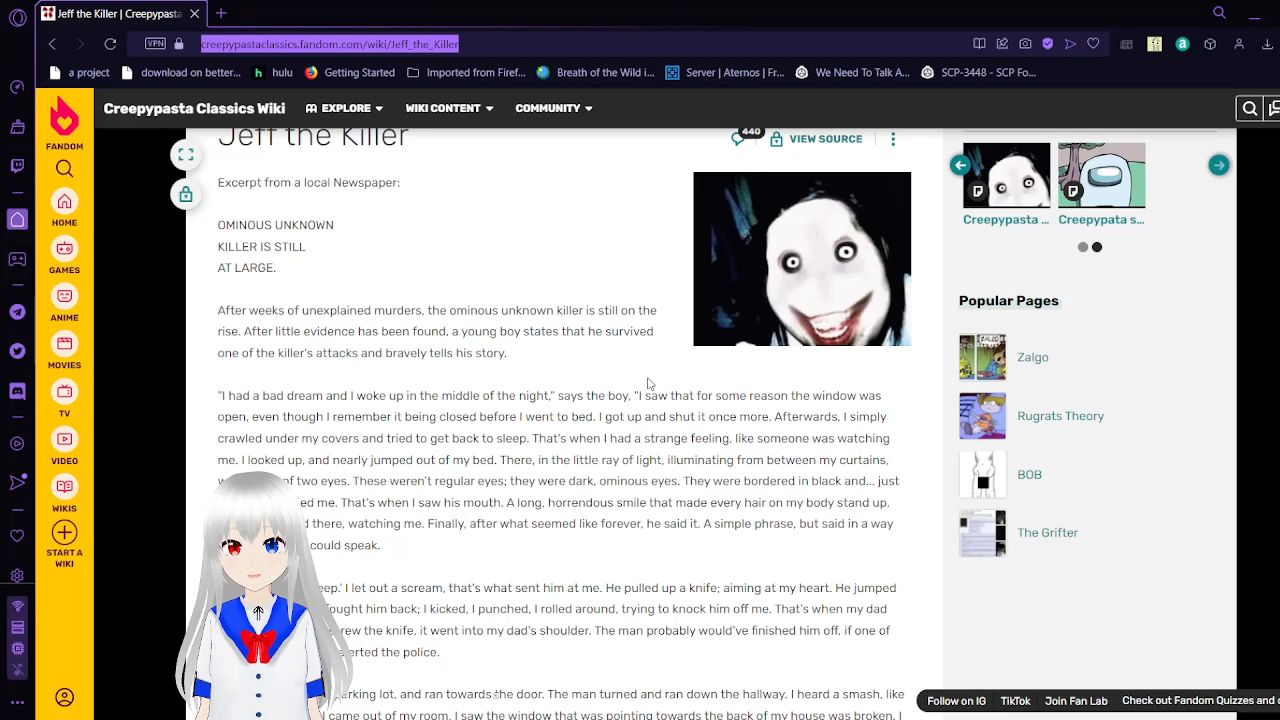 Jeff the Killer | Creepypasta
VPN
creepypastaclassics.fandom.com/wiki/Jeff_the_Killer
a project
download on better...
hulu
Getting Started
Imported from Firef...
Breath of the Wild i...
Server | Aternos | Fr...
We Need To Talk A...
SCP-3448 - SCP Fo...
Creepypasta Classics Wiki
EXPLORE
WIKI CONTENT
COMMUNITY
FANDOM
HOME
GAMES
ANIME
MOVIES
TV
VIDEO
WIKIS
START A
WIKI
Jeff the Killer
440
VIEW SOURCE
Excerpt from a local Newspaper:
OMINOUS UNKNOWN
KILLER IS STILL
AT LARGE.
After weeks of unexplained murders, the ominous unknown killer is still on the
rise. After little evidence has been found, a young boy states that he survived
one of the killer's attacks and bravely tells his story.
"I had a bad dream and I woke up in the middle of the night," says the boy, "I saw that for some reason the window was
open, even though I remember it being closed before I went to bed. I got up and shut it once more. Afterwards, I simply
crawled under my covers and tried to get back to sleep. That's when I had a strange feeling, like someone was watching
me. I looked up, and nearly jumped out of my bed. There, in the little ray of light, illuminating from between my curtains,
of two eyes. These weren't regular eyes; they were dark, ominous eyes. They were bordered in black and... just
ed me. That's when I saw his mouth. A long, horrendous smile that made every hair on my body stand up.
there, watching me. Finally, after what seemed like forever, he said it. A simple phrase, but said in a way
could speak.
eep.' I let out a scream, that's what sent him at me. He pulled up a knife; aiming at my heart. He jumped
ought him back; I kicked, I punched, I rolled around, trying to knock him off me. That's when my dad
rew the knife, it went into my dad's shoulder. The man probably would've finished him off, if one of
erted the police.
rking lot, and ran towards the door. The man turned and ran down the hallway. I heard a smash, like
came out of my room, I saw the window that was pointing towards the back of my house was broken. I
Creepypasta ...
Creepypata s...
Popular Pages
Zalgo
Rugrats Theory
BOB
The Grifter
Follow on IG
TikTok
Join Fan Lab
Check out Fandom Quizzes and